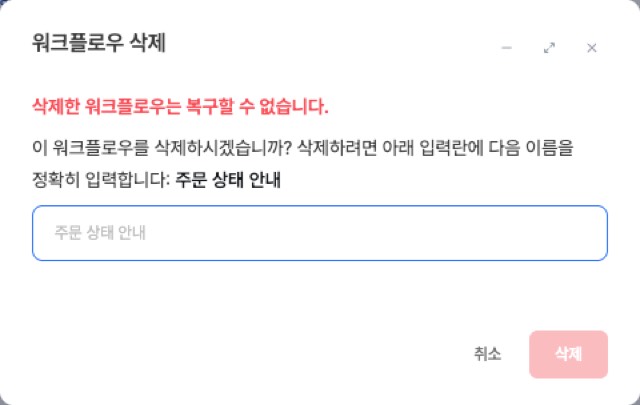 워크플로우 삭제
삭제한 워크플로우는 복구할 수 없습니다.
이 워크플로우를 삭제하시겠습니까? 삭제하려면 아래 입력란에 다음 이름을
정확히 입력합니다: 주문 상태 안내
주문 상태 안내
취소 삭제